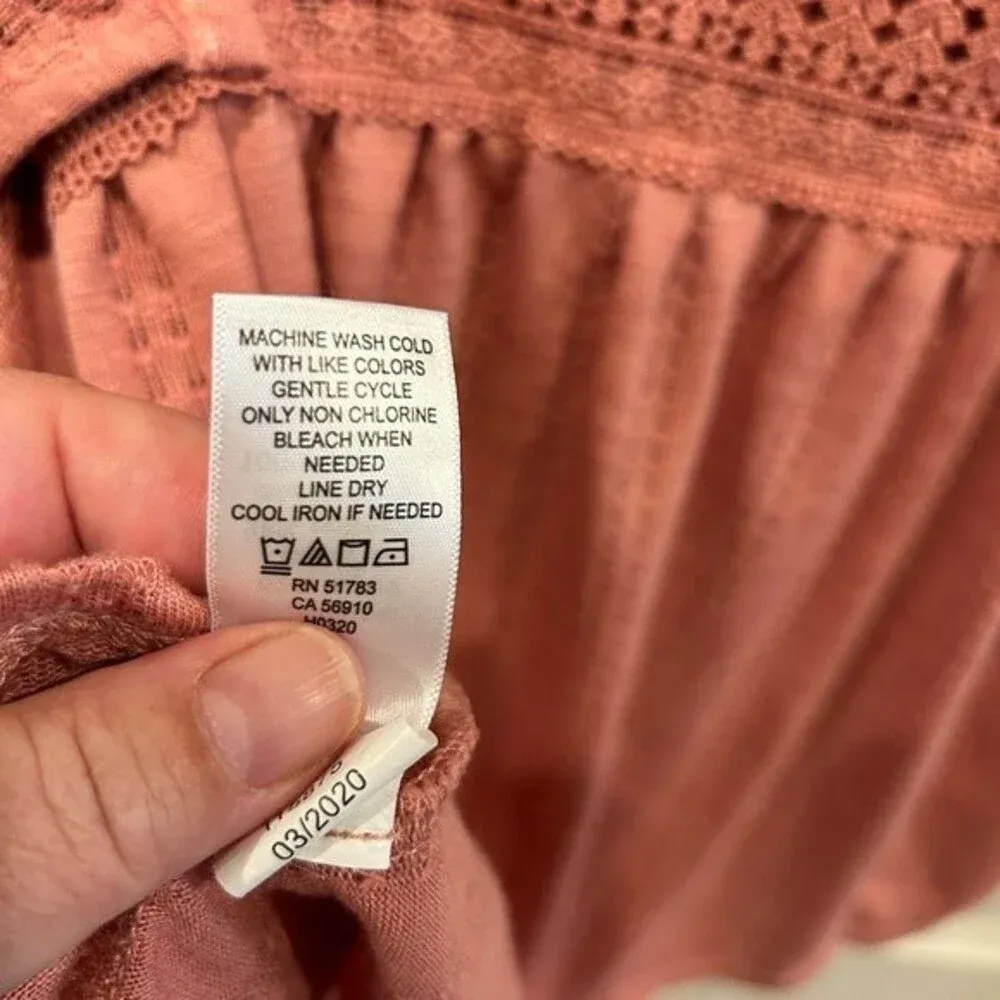 MACHINE WASH COLD
WITH LIKE COLORS
GENTLE CYCLE
ONLY NON CHLORINE
BLEACH WHEN
NEEDED
LINE DRY
COOL IRON IF NEEDED
RN 51783
CA 56910
H0320
03/2020